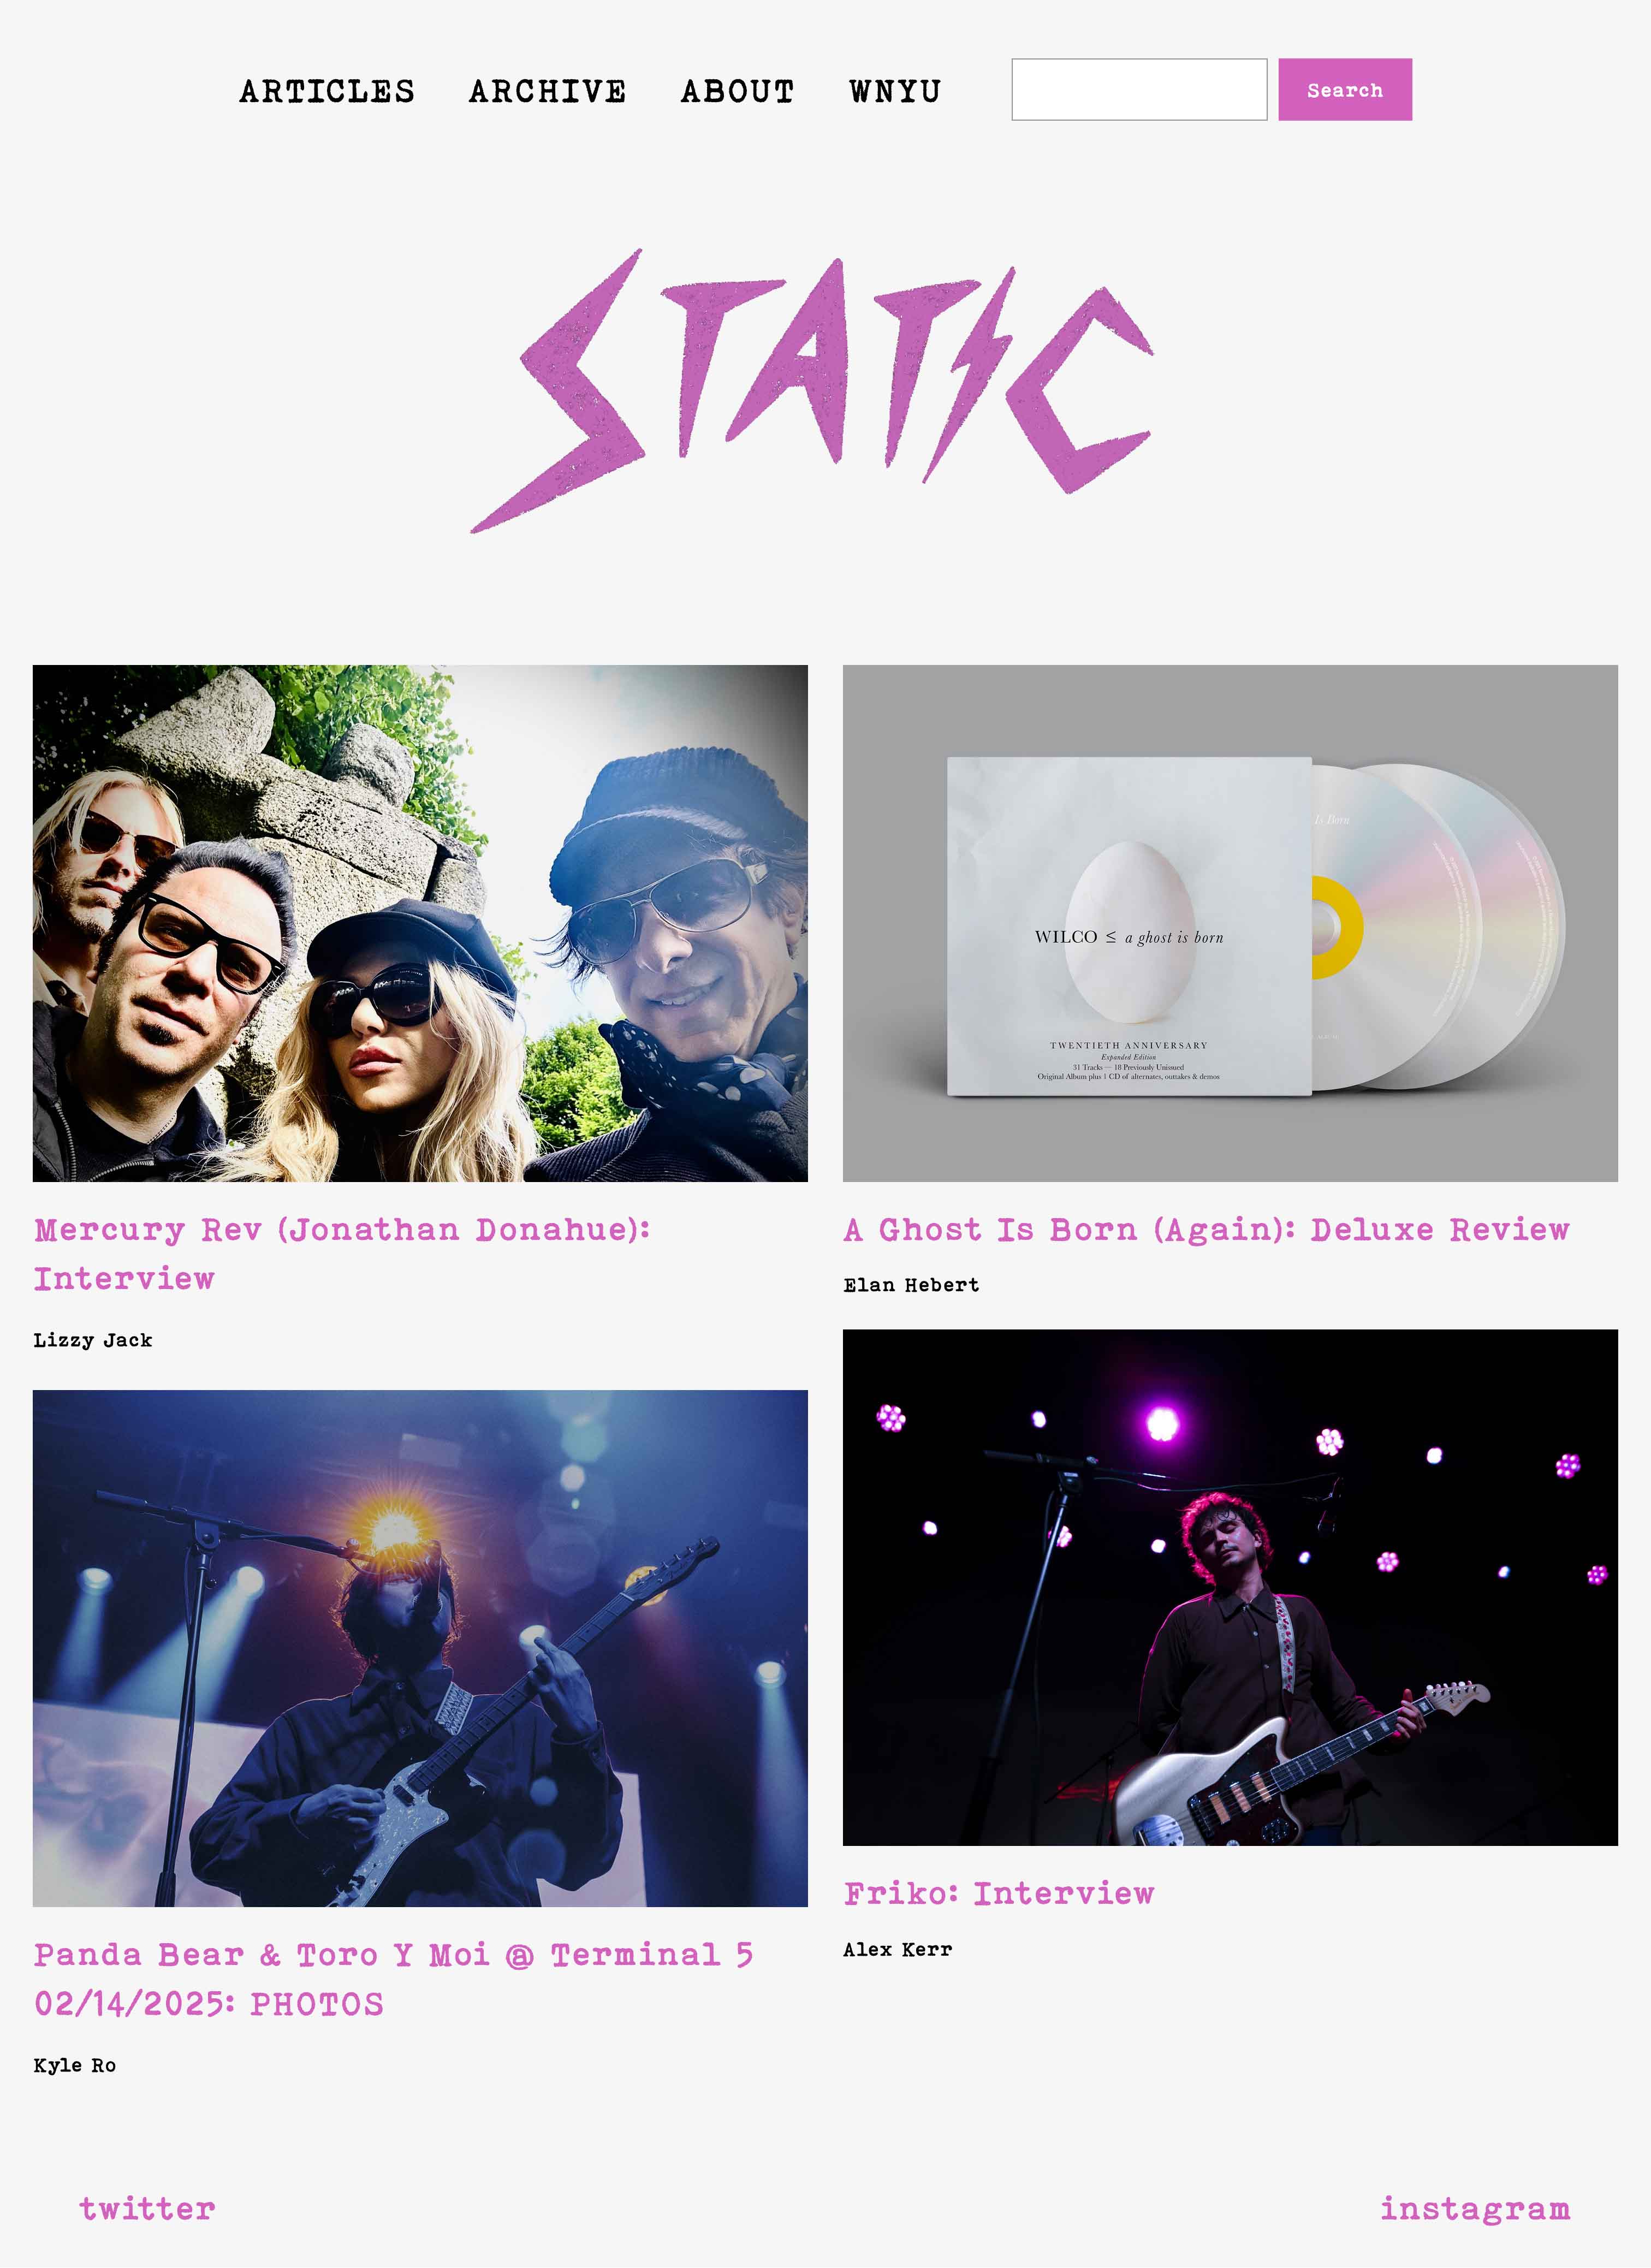 ARTICLES ARCHIVE ABOUT WNYU Search
STATIC
WILCO ≤ a ghost is born
TWENTIETH ANNIVERSARY
Expanded Edition
31 Tracks — 18 Previously Unissued
Original Album plus 1 CD of alternates, outtakes & demos
Is Born
Mercury Rev (Jonathan Donahue):
Interview
Lizzy Jack
A Ghost Is Born (Again): Deluxe Review
Elan Hebert
Panda Bear & Toro Y Moi @ Terminal 5
02/14/2025: PHOTOS
Kyle Ro
Friko: Interview
Alex Kerr
twitter
instagram